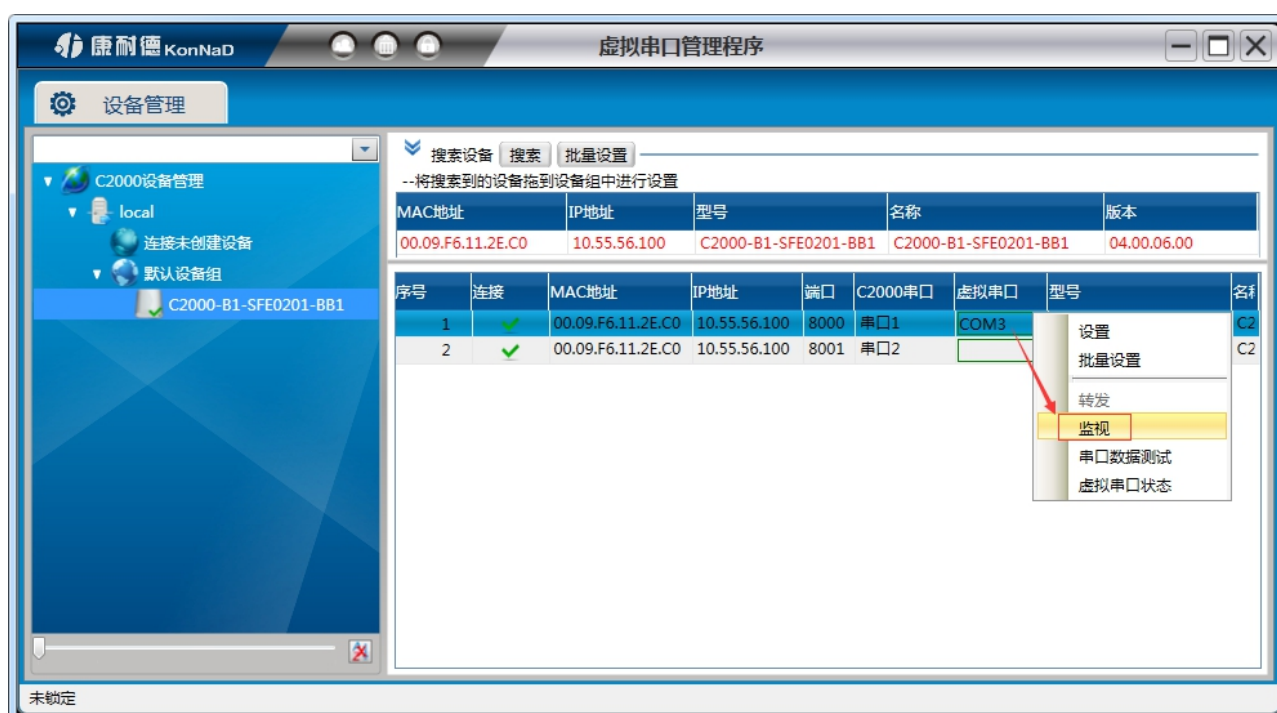 康耐德 KonNaD
虚拟串口管理程序
设备管理
C2000设备管理
local
连接未创建设备
默认设备组
C2000-B1-SFE0201-BB1
搜索设备 搜索 批量设置
--将搜索到的设备拖到设备组中进行设置
MAC地址 IP地址 型号 名称 版本
00.09.F6.11.2E.C0 10.55.56.100 C2000-B1-SFE0201-BB1 C2000-B1-SFE0201-BB1 04.00.06.00
序号 连接 MAC地址 IP地址 端口 C2000串口 虚拟串口 型号 名
1 00.09.F6.11.2E.C0 10.55.56.100 8000 串口1 COM3 C2
2 00.09.F6.11.2E.C0 10.55.56.100 8001 串口2 C2
设置
批量设置
转发
监视
串口数据测试
虚拟串口状态
未锁定